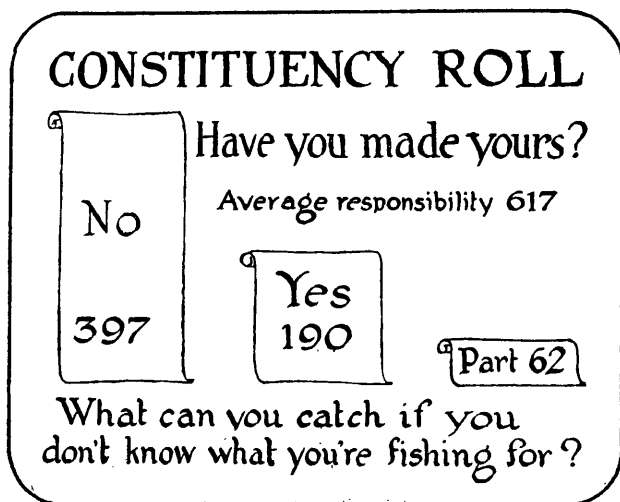 CONSTITUENCY ROLL
Have you made yours?
Average responsibility 617
No
397
Yes
190
Part 62
What can you catch if you
don't know what you're fishing for?